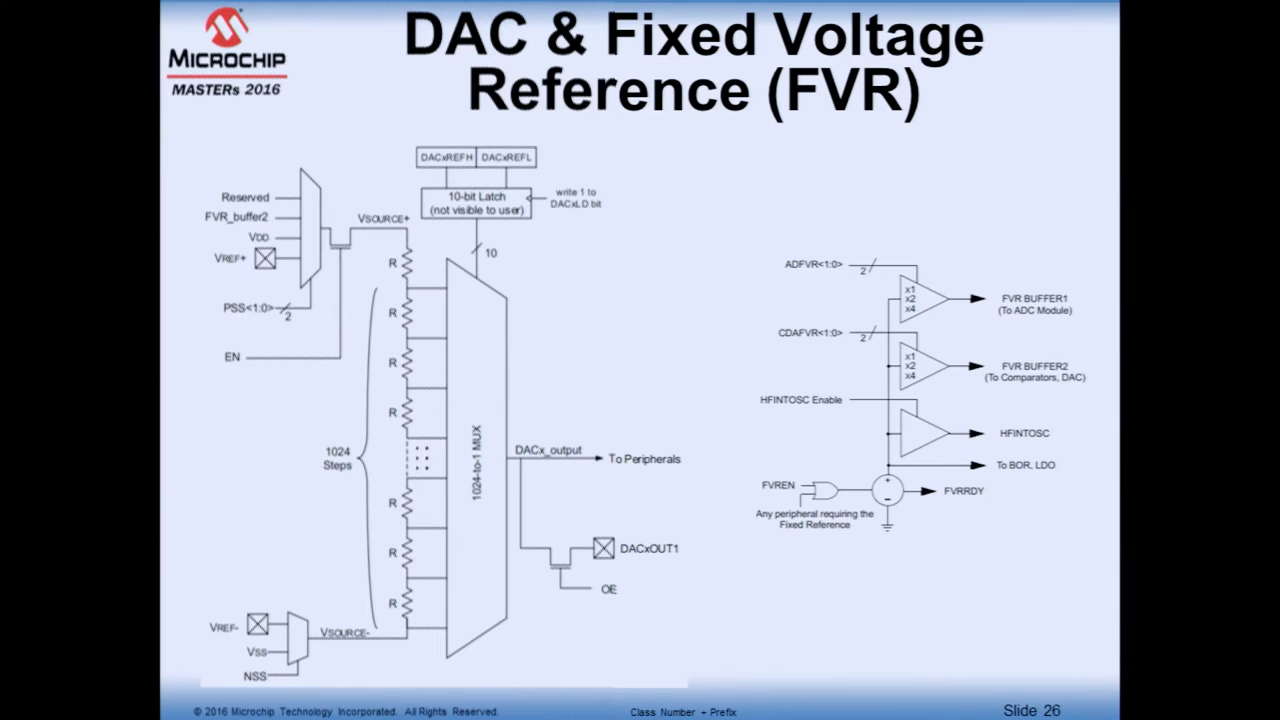 MICROCHIP
MASTERs 2016
DAC & Fixed Voltage
Reference (FVR)
DACxREFH DACxREFL
10-bit Latch
(not visible to user)
write 1 to
DACxLD bit
10
Reserved
FVR_buffer2
VDD
VREF+
PSS<1:0>
2
EN
VSOURCE+
R
R
R
R
R
R
R
1024
Steps
1024-to-1 MUX
DACx_output
To Peripherals
DACxOUT1
OE
VREF-
VSS
NSS
VSOURCE-
ADFVR<1:0>
2
x1
x2
x4
FVR BUFFER1
(To ADC Module)
CDAFVR<1:0>
2
x1
x2
x4
FVR BUFFER2
(To Comparators, DAC)
HFINTOSC Enable
HFINTOSC
To BOR, LDO
FVREN
+
-
FVRRDY
Any peripheral requiring the
Fixed Reference
© 2016 Microchip Technology Incorporated. All Rights Reserved.
Class Number + Prefix
Slide 26